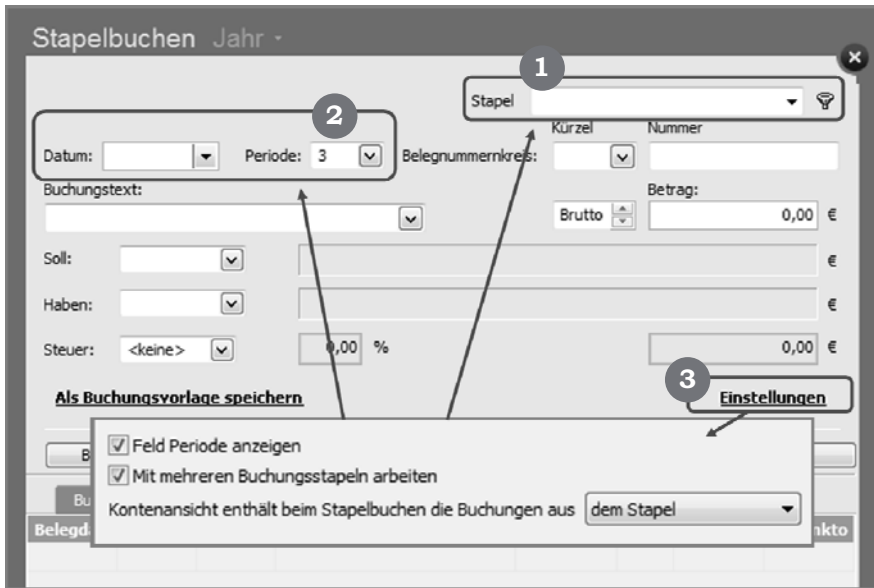 Stapelbuchen Jahr
1
Stapel
2
Kürzel Nummer
Datum: Periode: 3 Belegnummernkreis:
Buchungstext: Betrag:
Brutto 0,00 €
Soll: €
Haben: €
Steuer: <keine> 0,00 % 0,00 €
3
Als Buchungsvorlage speichern Einstellungen
B
Feld Periode anzeigen
Mit mehreren Buchungsstapeln arbeiten
Bu
Kontenansicht enthält beim Stapelbuchen die Buchungen aus dem Stapel